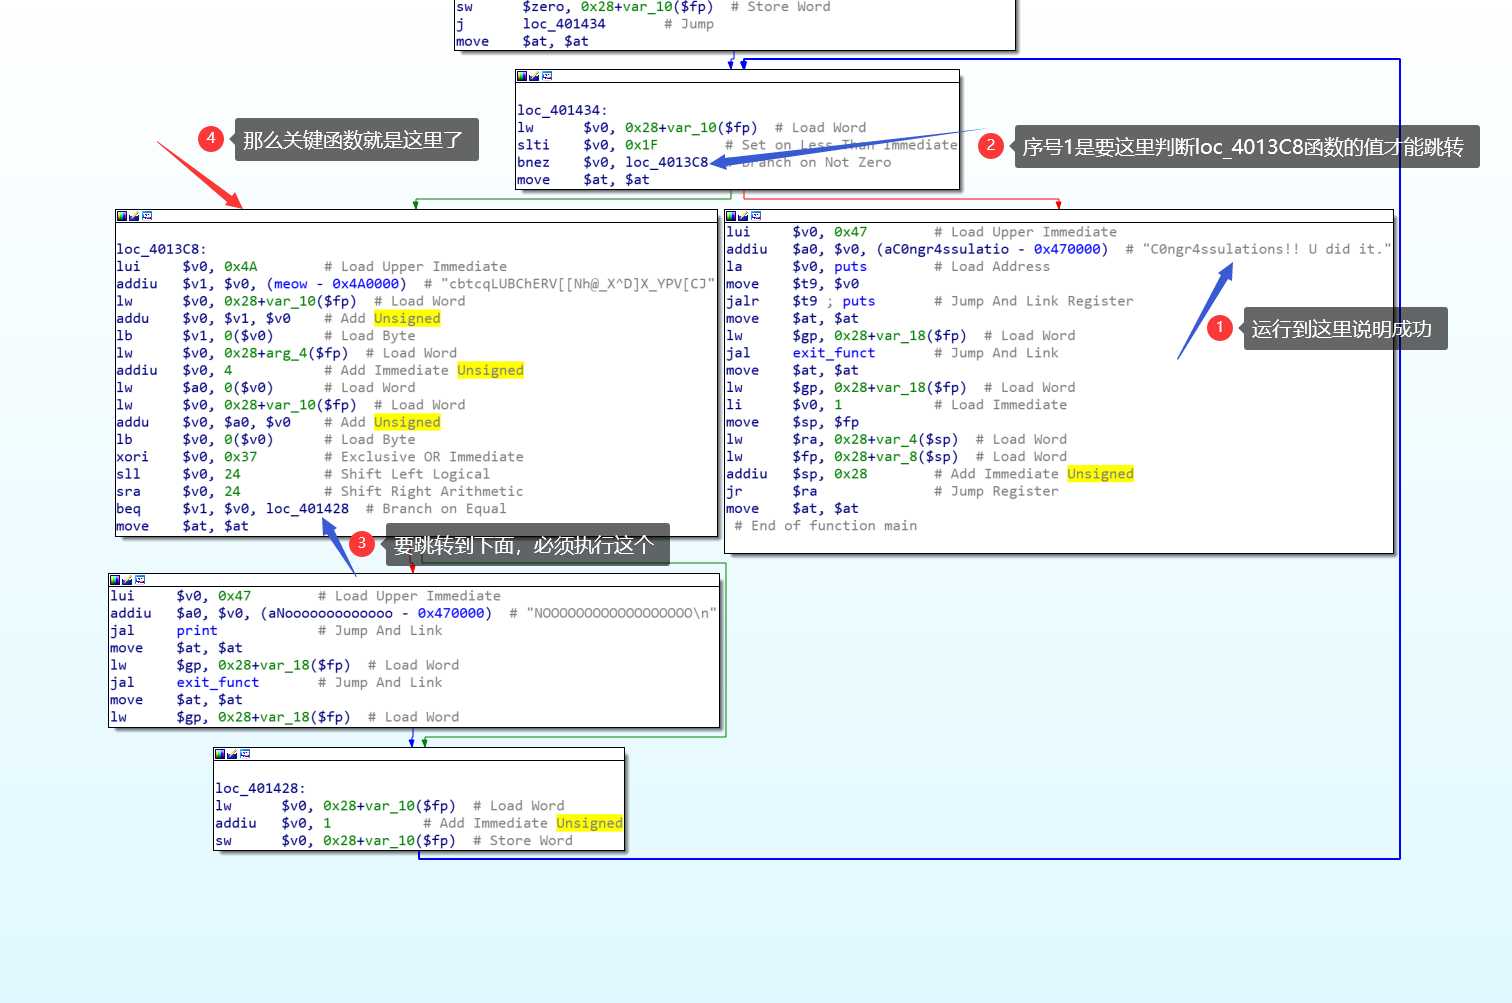 sw $zero, 0x28+var_10($fp) # Store Word
j loc_401434 # Jump
move $at, $at
loc_401434:
lw $v0, 0x28+var_10($fp) # Load Word
slti $v0, 0x1F # Set on Less Than Immediate
bnez $v0, loc_4013C8 # Branch on Not Zero
move $at, $at
4 那么关键函数就是这里了
2 序号1是要这里判断loc_4013C8函数的值才能跳转
loc_4013C8:
lui $v0, 0x4A # Load Upper Immediate
addiu $v1, $v0, (meow - 0x4A0000) # "cbtcqLUBChERV[[Nh@_X^D]X_YPV[CJ"
lw $v0, 0x28+var_10($fp) # Load Word
addu $v0, $v1, $v0 # Add Unsigned
lb $v1, 0($v0) # Load Byte
lw $v0, 0x28+arg_4($fp) # Load Word
addiu $v0, 4 # Add Immediate Unsigned
lw $a0, 0($v0) # Load Word
lw $v0, 0x28+var_10($fp) # Load Word
addu $v0, $a0, $v0 # Add Unsigned
lb $v0, 0($v0) # Load Byte
xori $v0, 0x37 # Exclusive OR Immediate
sll $v0, 24 # Shift Left Logical
sra $v0, 24 # Shift Right Arithmetic
beq $v1, $v0, loc_401428 # Branch on Equal
move $at, $at
lui $v0, 0x47 # Load Upper Immediate
addiu $a0, $v0, (aC0ngr4ssulatio - 0x470000) # "C0ngr4ssulations!! U did it."
la $v0, puts # Load Address
move $t9, $v0
jalr $t9 ; puts # Jump And Link Register
move $at, $at
lw $gp, 0x28+var_18($fp) # Load Word
jal exit_funct # Jump And Link
move $at, $at
lw $gp, 0x28+var_18($fp) # Load Word
li $v0, 1 # Load Immediate
move $sp, $fp
lw $ra, 0x28+var_4($sp) # Load Word
lw $fp, 0x28+var_8($sp) # Load Word
addiu $sp, 0x28 # Add Immediate Unsigned
jr $ra # Jump Register
move $at, $at
# End of function main
1 运行到这里说明成功
3 要跳转到下面，必须执行这个
lui $v0, 0x47 # Load Upper Immediate
addiu $a0, $v0, (aNooooooooooooo - 0x470000) # "NOOOOOOOOOOOOOOOOOO\n"
jal print # Jump And Link
move $at, $at
lw $gp, 0x28+var_18($fp) # Load Word
jal exit_funct # Jump And Link
move $at, $at
lw $gp, 0x28+var_18($fp) # Load Word
loc_401428:
lw $v0, 0x28+var_10($fp) # Load Word
addiu $v0, 1 # Add Immediate Unsigned
sw $v0, 0x28+var_10($fp) # Store Word